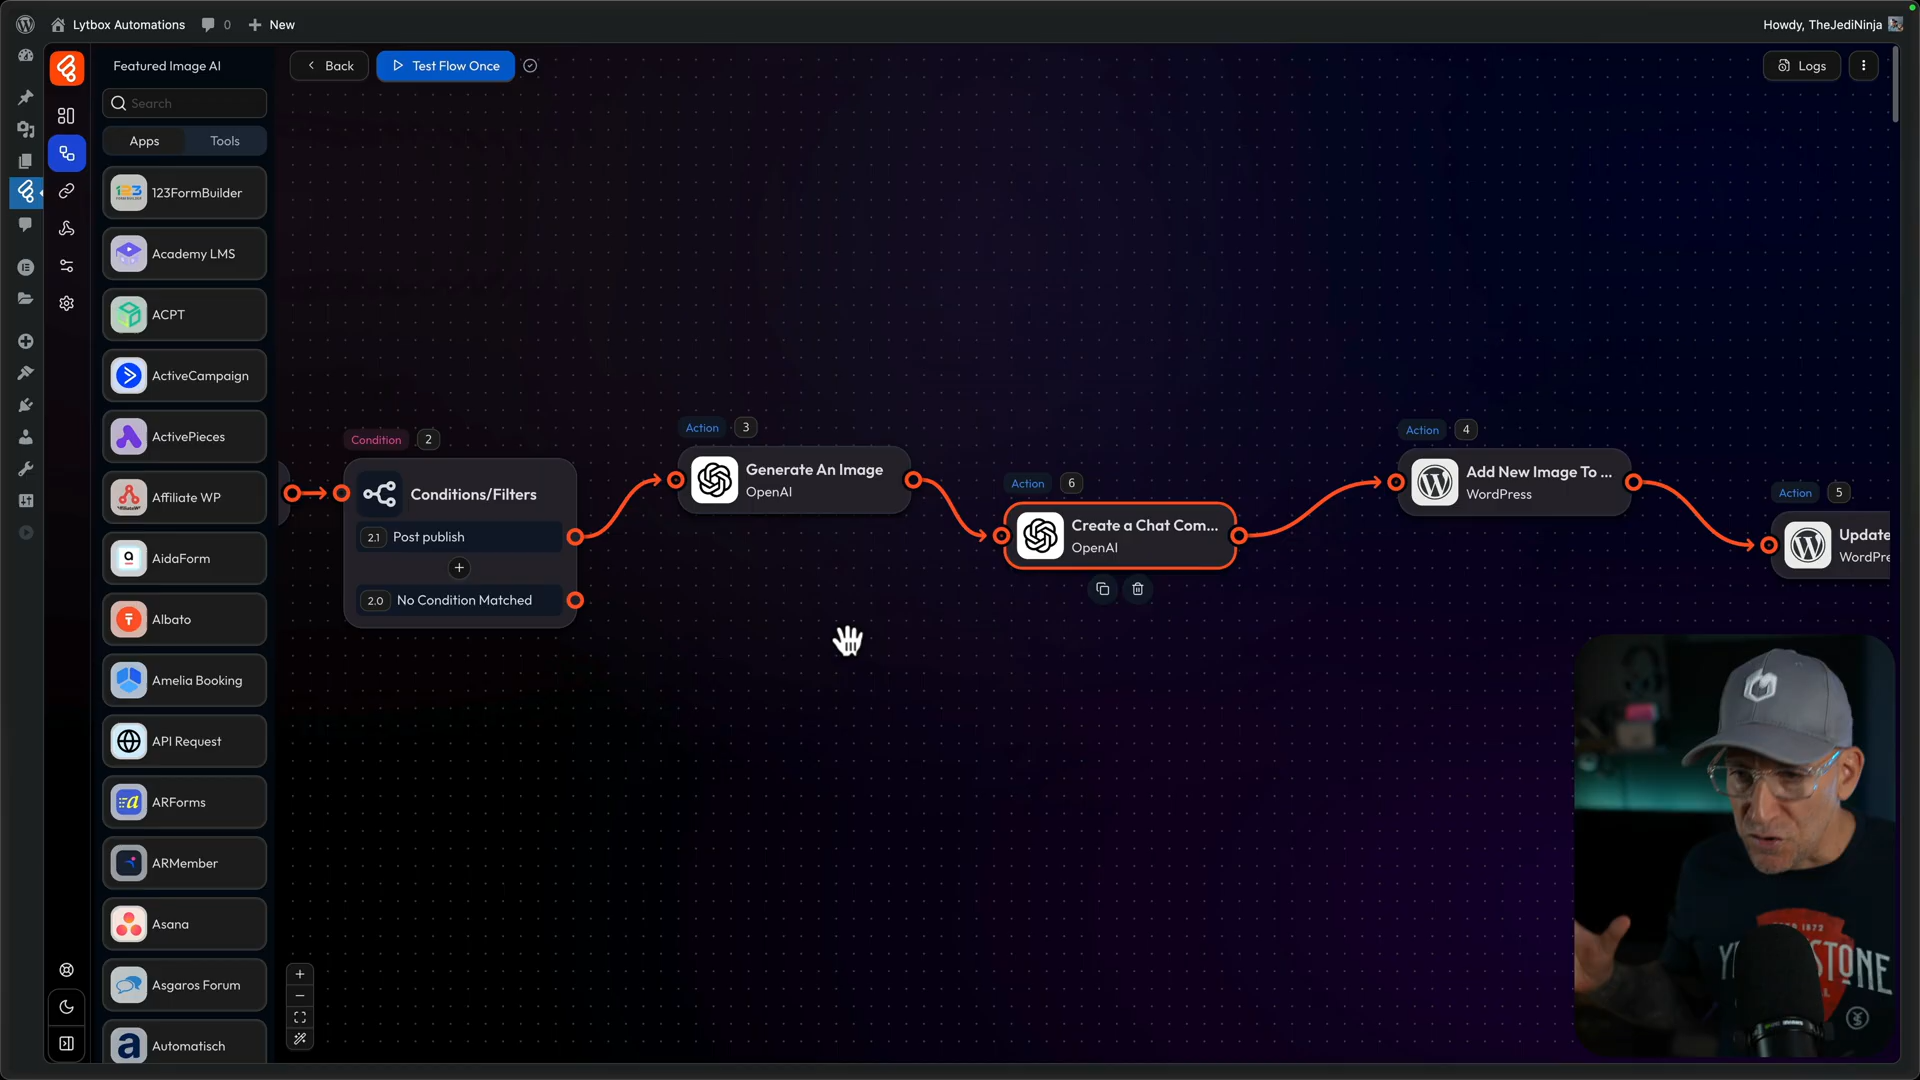 Lytbox Automations
0
New
Howdy, TheJediNinja
Featured Image AI
Back
Test Flow Once
Logs
Search
Apps
Tools
123FormBuilder
Academy LMS
ACPT
ActiveCampaign
ActivePieces
Affiliate WP
AidaForm
Albato
Amelia Booking
API Request
ARForms
ARMember
Asana
Asgaros Forum
Automatisch
Condition
2
Conditions/Filters
2.1
Post publish
2.0
No Condition Matched
Action
3
Generate An Image
OpenAI
Action
6
Create a Chat Com...
OpenAI
Action
4
Add New Image To ...
WordPress
Action
5
Update
WordPre